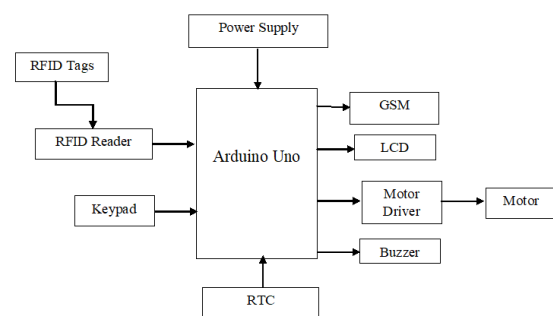 Power Supply
RFID Tags
GSM
RFID Reader
Arduino Uno
LCD
Keypad
Motor
Driver
Motor
Buzzer
RTC